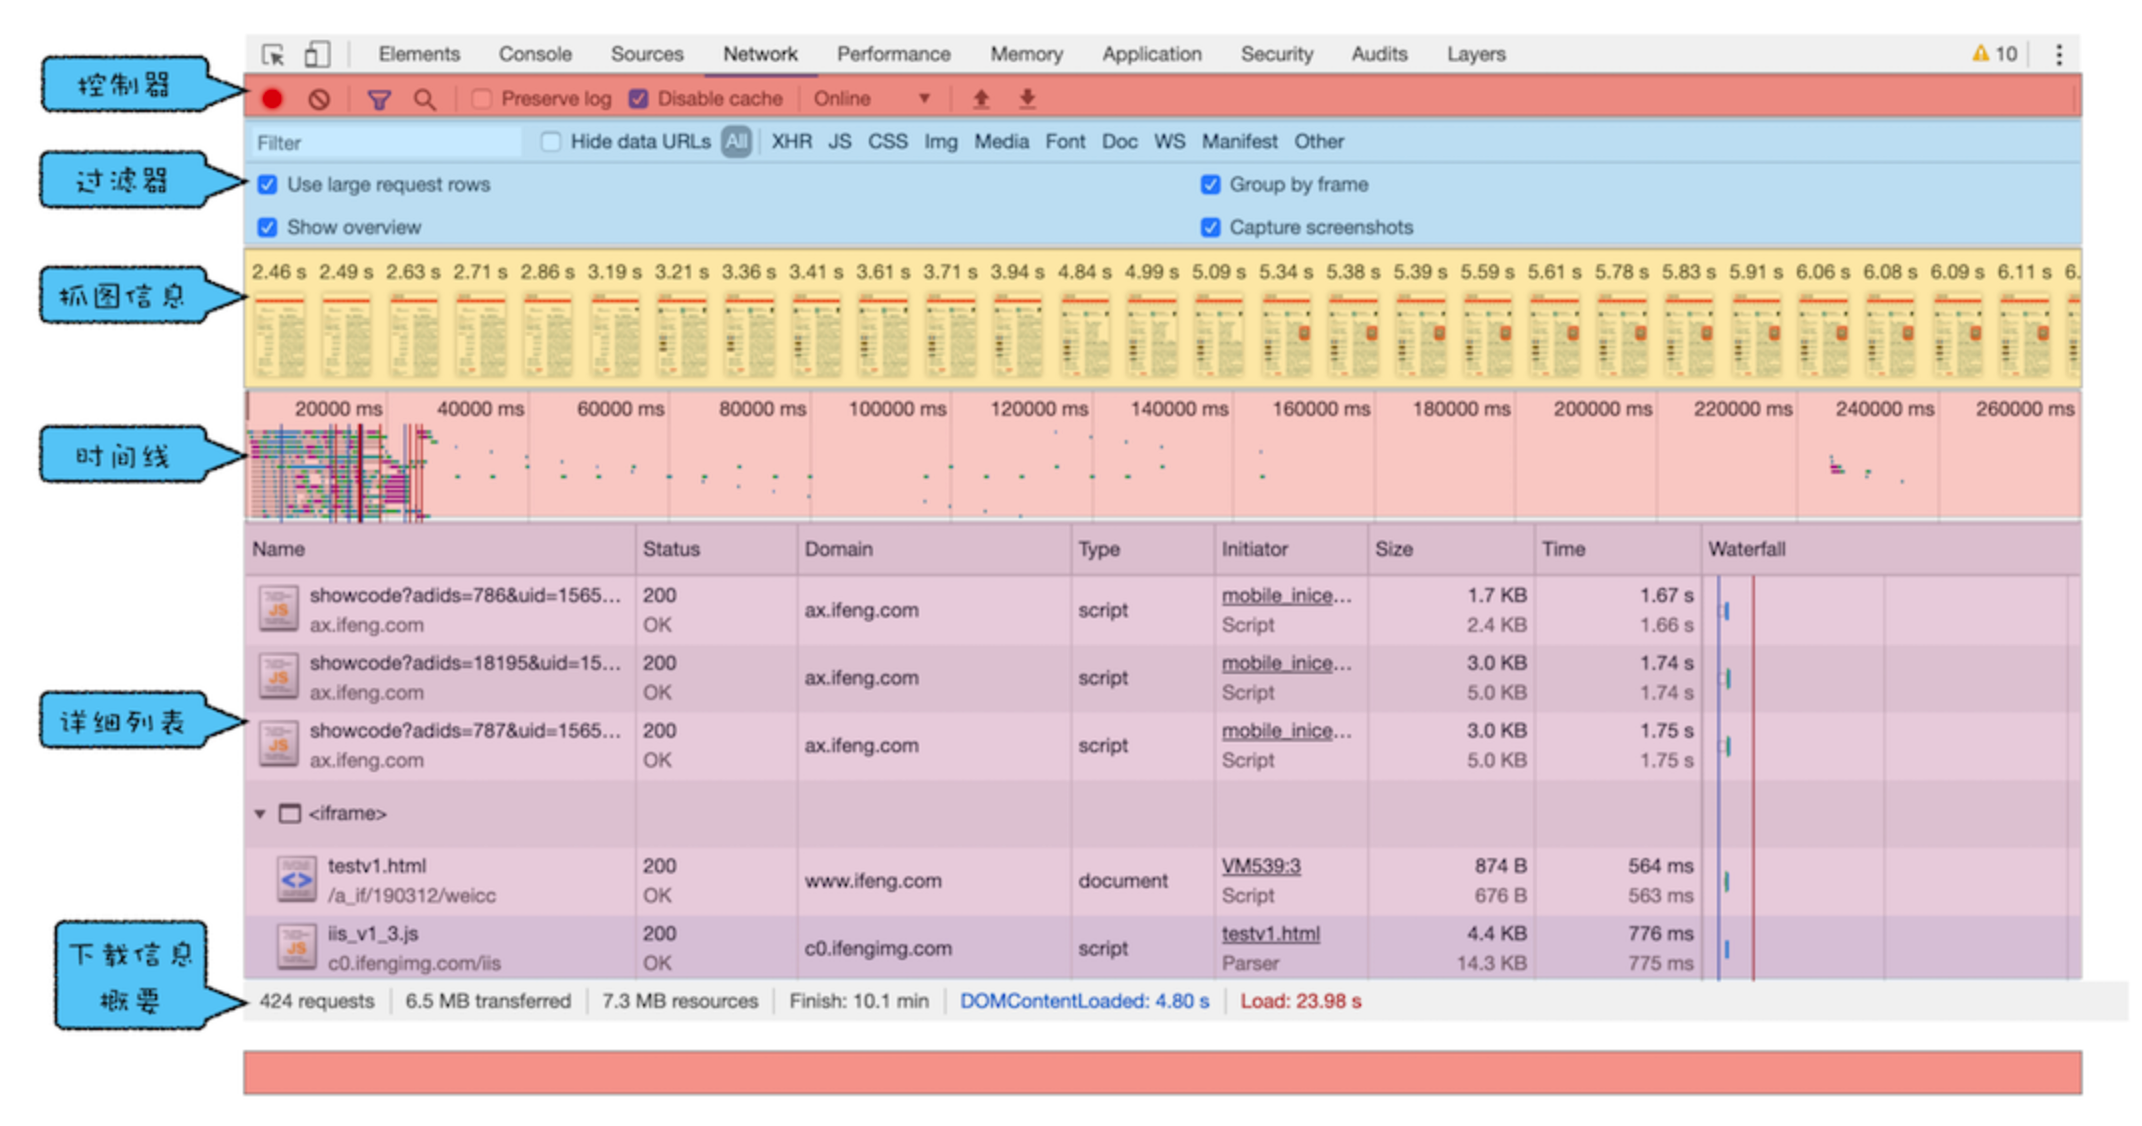 Elements Console Sources Network Performance Memory Application Security Audits Layers 10
控制器
Preserve log Disable cache Online
Filter Hide data URLs All XHR JS CSS Img Media Font Doc WS Manifest Other
过滤器
Use large request rows Group by frame
Show overview Capture screenshots
2.46 s 2.49 s 2.63 s 2.71 s 2.86 s 3.19 s 3.21 s 3.36 s 3.41 s 3.61 s 3.71 s 3.94 s 4.84 s 4.99 s 5.09 s 5.34 s 5.38 s 5.39 s 5.59 s 5.61 s 5.78 s 5.83 s 5.91 s 6.06 s 6.08 s 6.09 s 6.11 s 6.
抓图信息
20000 ms 40000 ms 60000 ms 80000 ms 100000 ms 120000 ms 140000 ms 160000 ms 180000 ms 200000 ms 220000 ms 240000 ms 260000 ms
时间线
Name Status Domain Type Initiator Size Time Waterfall
showcode?adids=786&uid=1565... 200 ax.ifeng.com script mobile_inice... 1.7 KB 1.67 s
ax.ifeng.com OK Script 2.4 KB 1.66 s
showcode?adids=18195&uid=15... 200 ax.ifeng.com script mobile_inice... 3.0 KB 1.74 s
ax.ifeng.com OK Script 5.0 KB 1.74 s
详细列表
showcode?adids=787&uid=1565... 200 ax.ifeng.com script mobile_inice... 3.0 KB 1.75 s
ax.ifeng.com OK Script 5.0 KB 1.75 s
<iframe>
testv1.html 200 www.ifeng.com document VM539:3 874 B 564 ms
/a_if/190312/weicc OK Script 676 B 563 ms
iis_v1_3.js 200 c0.ifengimg.com script testv1.html 4.4 KB 776 ms
c0.ifengimg.com/iis OK Parser 14.3 KB 775 ms
下载信息
概要
424 requests 6.5 MB transferred 7.3 MB resources Finish: 10.1 min DOMContentLoaded: 4.80 s Load: 23.98 s